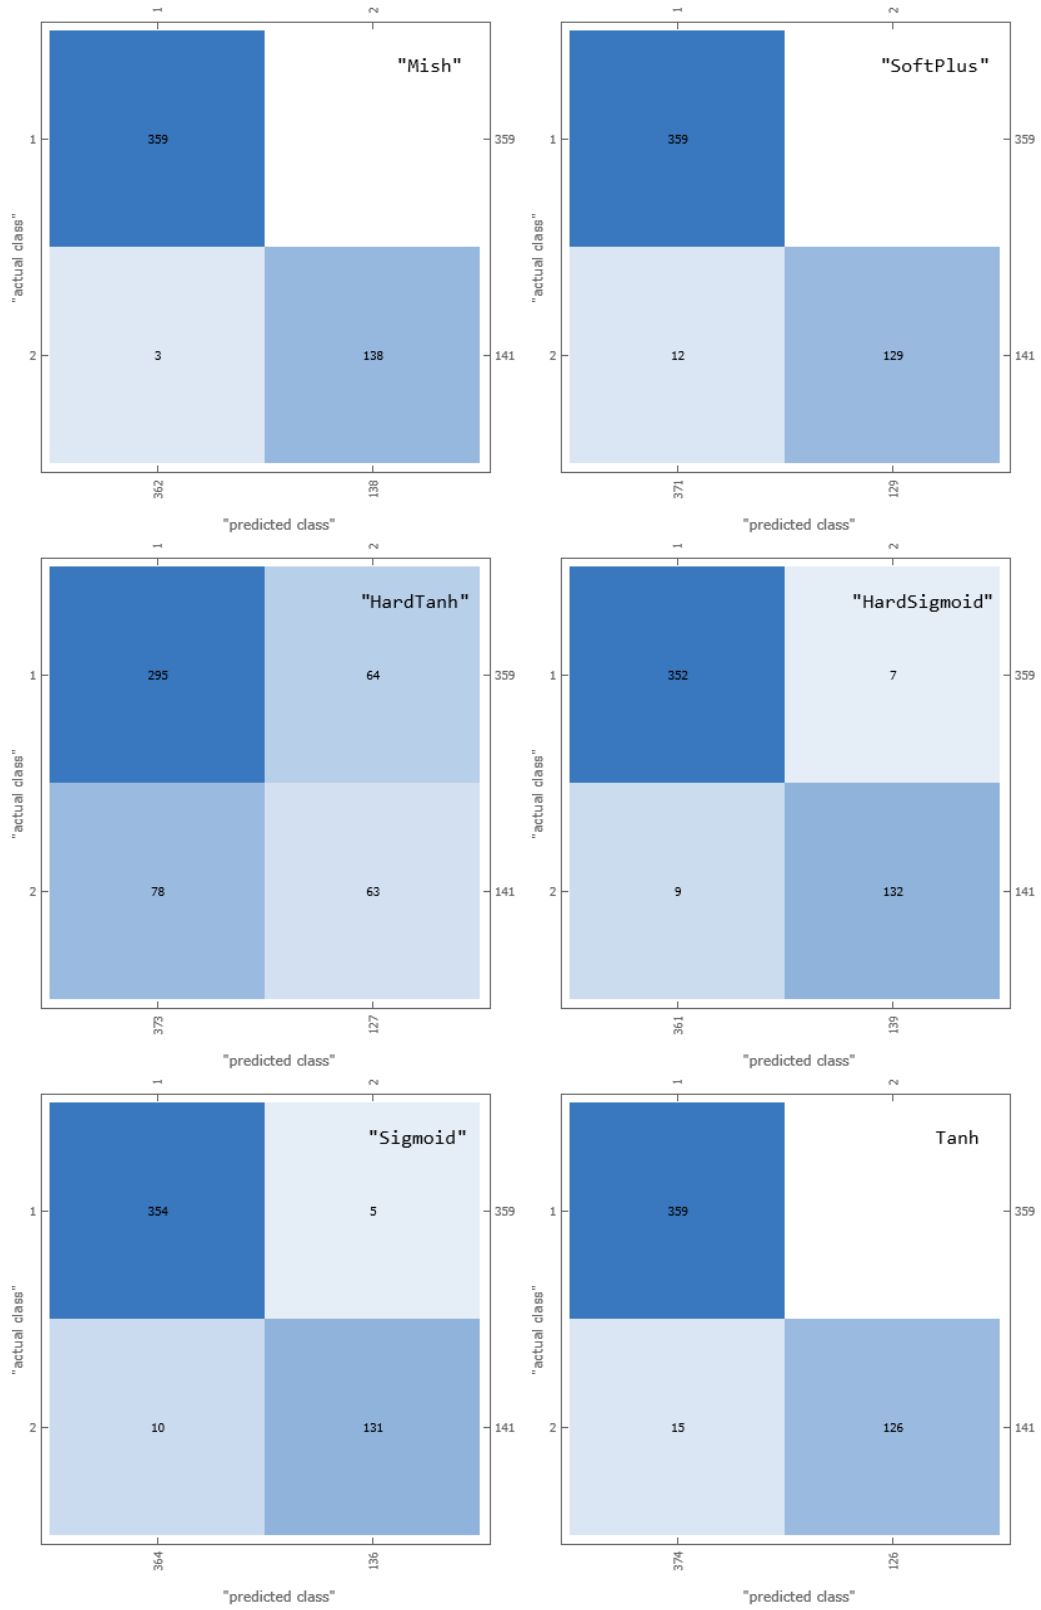 1 2 1 2
"Mish" "SoftPlus"
1 359 359 1 359 359
"actual class" "actual class"
2 3 138 141 2 12 129 141
362 138 371 129
"predicted class" "predicted class"
1 2 1 2
"HardTanh" "HardSigmoid"
1 295 64 359 1 352 7 359
"actual class" "actual class"
2 78 63 141 2 9 132 141
373 127 361 139
"predicted class" "predicted class"
1 2 1 2
"Sigmoid" Tanh
1 354 5 359 1 359 359
"actual class" "actual class"
2 10 131 141 2 15 126 141
364 136 374 126
"predicted class" "predicted class"